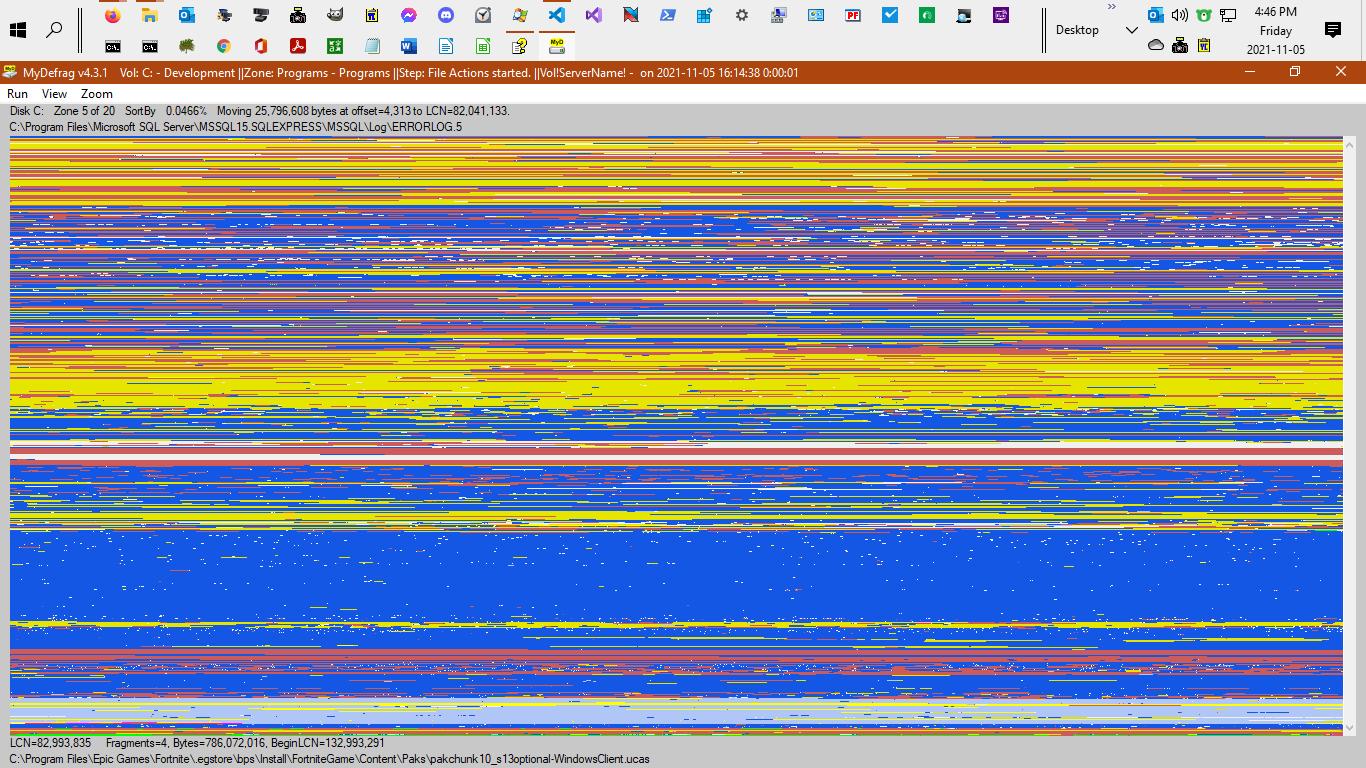 4:46 PM
Desktop
Friday
2021-11-05
MyDefrag v4.3.1 Vol: C: - Development ||Zone: Programs - Programs ||Step: File Actions started. ||Vol!ServerName! - on 2021-11-05 16:14:38 0:00:01
Run View Zoom
Disk C: Zone 5 of 20 SortBy 0.0466% Moving 25,796,608 bytes at offset=4,313 to LCN=82,041,133.
C:\Program Files\Microsoft SQL Server\MSSQL15.SQLEXPRESS\MSSQL\Log\ERRORLOG.5
LCN=82,993,835 Fragments=4, Bytes=786,072,016, BeginLCN=132,993,291
C:\Program Files\Epic Games\Fortnite\.egstore\bps\Install\FortniteGame\Content\Paks\pakchunk10_s13optional-WindowsClient.ucas